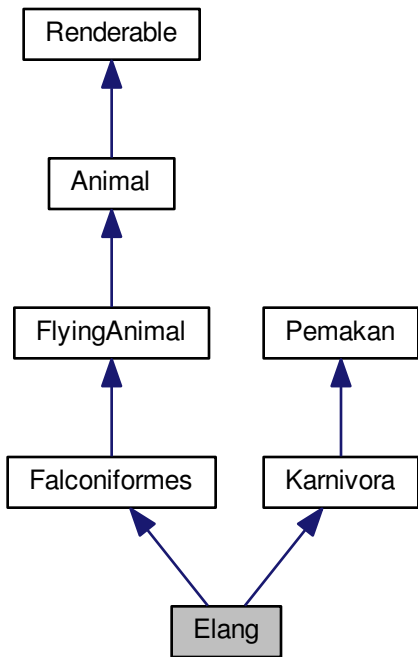 Renderable
Animal
FlyingAnimal
Pemakan
Falconiformes
Karnivora
Elang